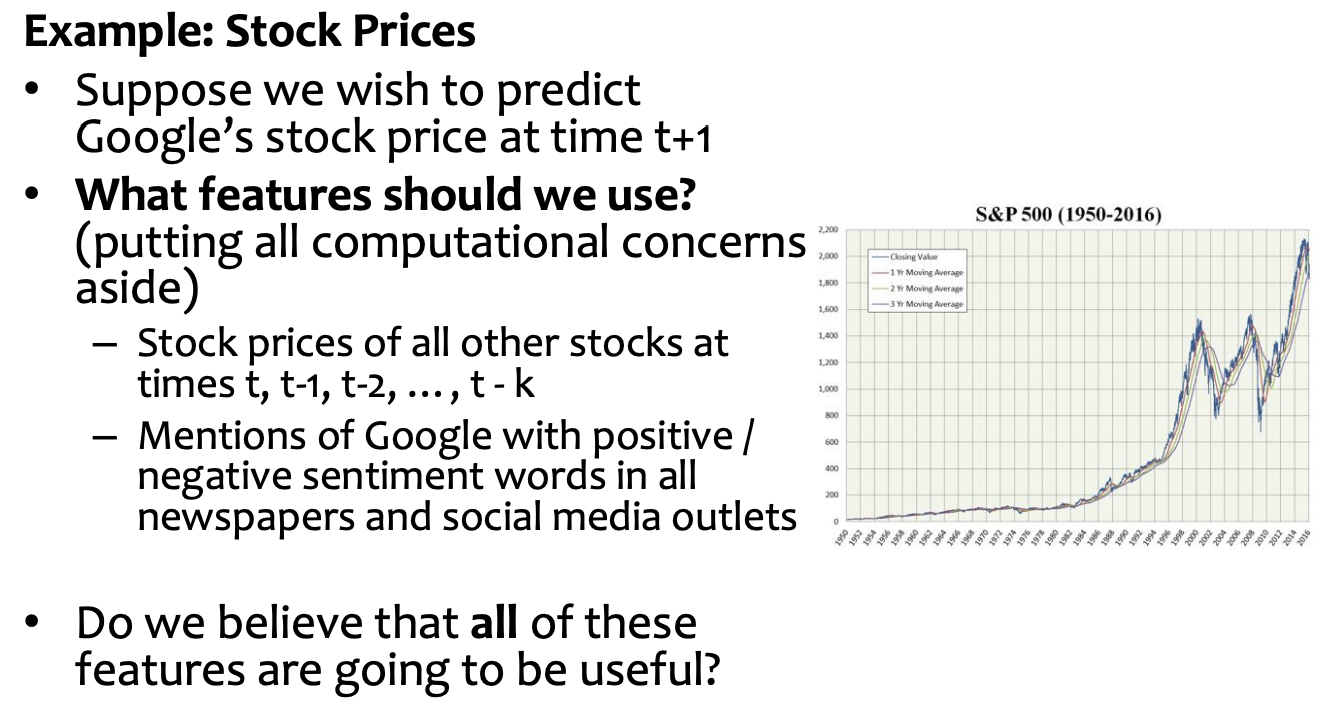 Example: Stock Prices
• Suppose we wish to predict
Google's stock price at time t+1
• What features should we use?
(putting all computational concerns
aside)
– Stock prices of all other stocks at
times t, t-1, t-2, …, t - k
– Mentions of Google with positive /
negative sentiment words in all
newspapers and social media outlets
• Do we believe that all of these
features are going to be useful?
S&P 500 (1950-2016)
2,200
2,000
1,800
1,600
1,400
1,200
1,000
800
600
400
200
0
Closing Value
1 Yr Moving Average
2 Yr Moving Average
3 Yr Moving Average
1950 1952 1954 1956 1958 1960 1962 1964 1966 1968 1970 1972 1974 1976 1978 1980 1982 1984 1986 1988 1990 1992 1994 1996 1998 2000 2002 2004 2006 2008 2010 2012 2014 2016